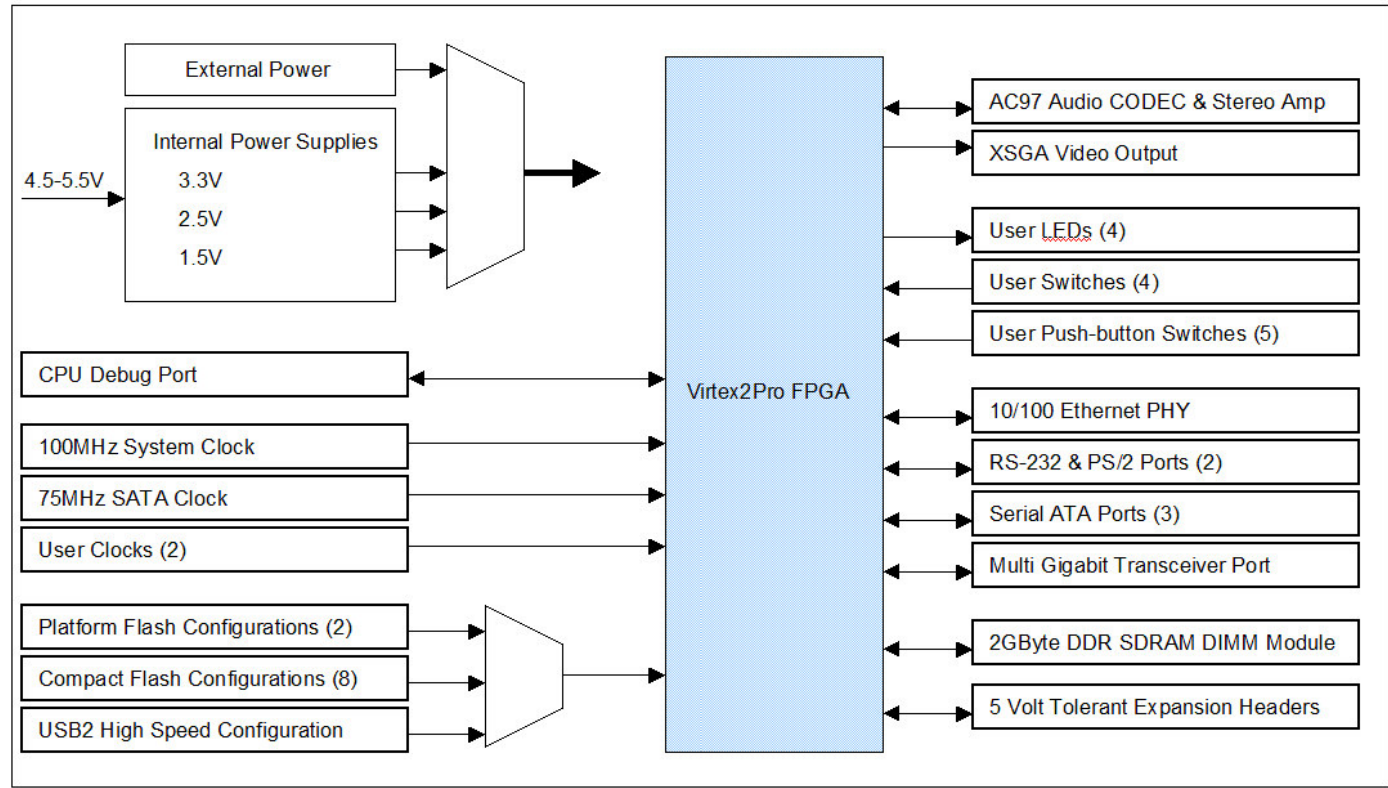 External Power
Internal Power Supplies
4.5-5.5V
3.3V
2.5V
1.5V
CPU Debug Port
100MHz System Clock
75MHz SATA Clock
User Clocks (2)
Platform Flash Configurations (2)
Compact Flash Configurations (8)
USB2 High Speed Configuration
Virtex2Pro FPGA
AC97 Audio CODEC & Stereo Amp
XSGA Video Output
User LEDs (4)
User Switches (4)
User Push-button Switches (5)
10/100 Ethernet PHY
RS-232 & PS/2 Ports (2)
Serial ATA Ports (3)
Multi Gigabit Transceiver Port
2GByte DDR SDRAM DIMM Module
5 Volt Tolerant Expansion Headers